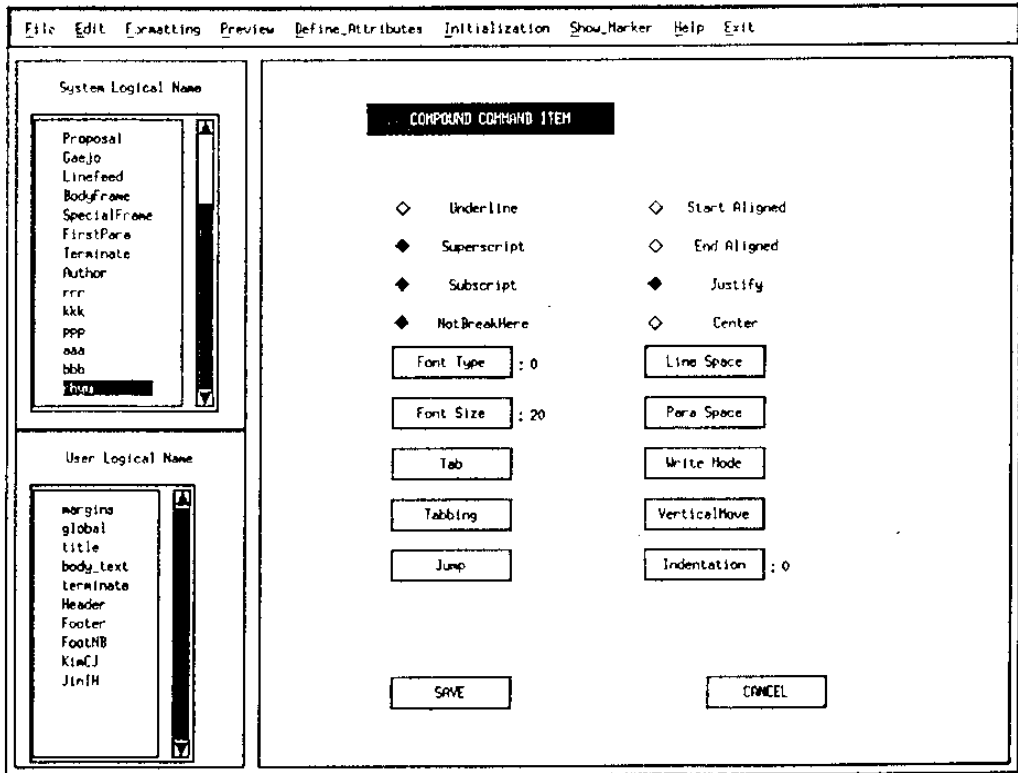 File Edit Formatting Preview Define_Attributes Initialization Show_Marker Help Exit
System Logical Name
Proposal
Gaejo
Linefeed
BodyFrame
SpecialFrame
FirstPara
Terminate
Author
rrr
kkk
ppp
aaa
bbb
User Logical Name
margins
global
title
body_text
terminate
Header
Footer
FootNB
KimCJ
JinIH
COMPOUND COMMAND ITEM
Underline Start Aligned
Superscript End Aligned
Subscript Justify
NotBreakHere Center
Font Type : 0 Line Space
Font Size : 20 Para Space
Tab Write Mode
Tabbing VerticalMove
Jump Indentation : 0
SAVE CANCEL